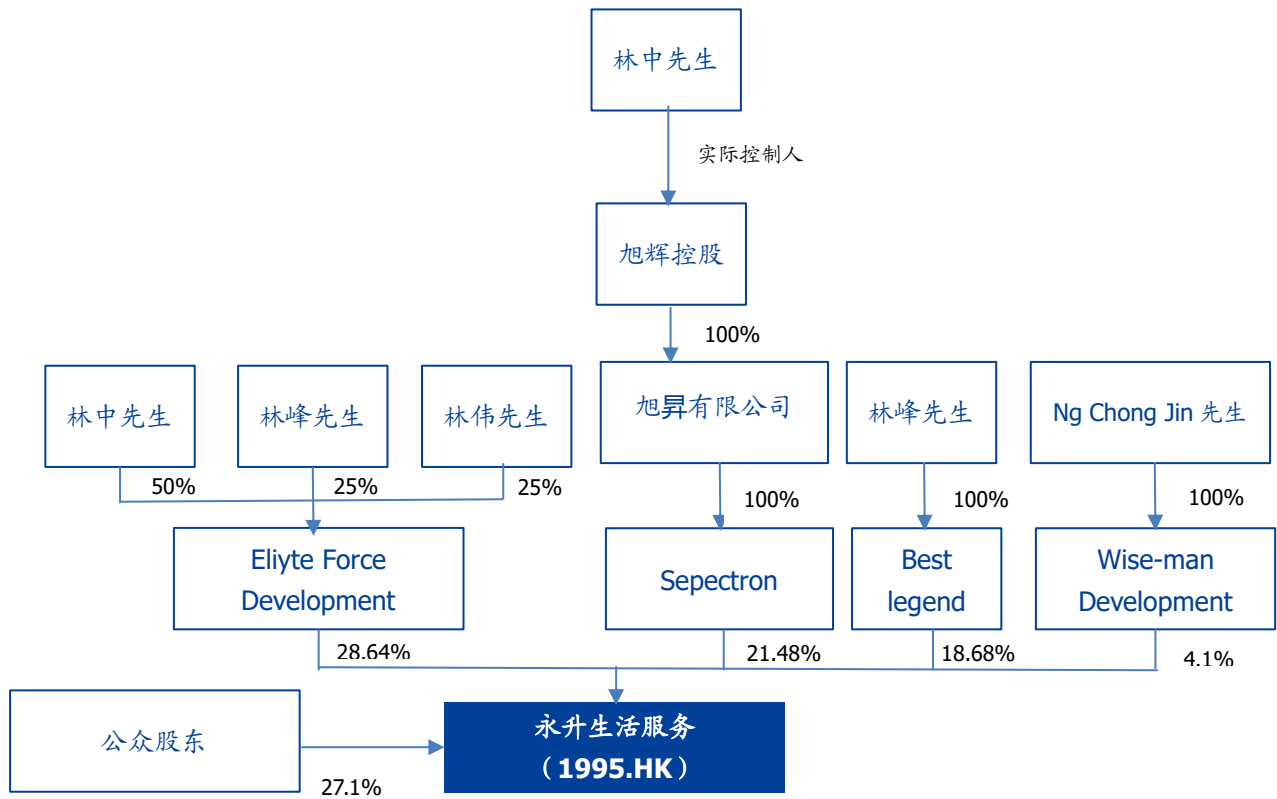 林中先生
实际控制人
旭辉控股
100%
林中先生
林峰先生
林伟先生
旭昇有限公司
林峰先生
Ng Chong Jin 先生
50%
25%
25%
100%
100%
100%
Eliyte Force
Development
Sepectron
Best
legend
Wise-man
Development
28.64%
21.48%
18.68%
4.1%
公众股东
27.1%
永升生活服务
（1995.HK）